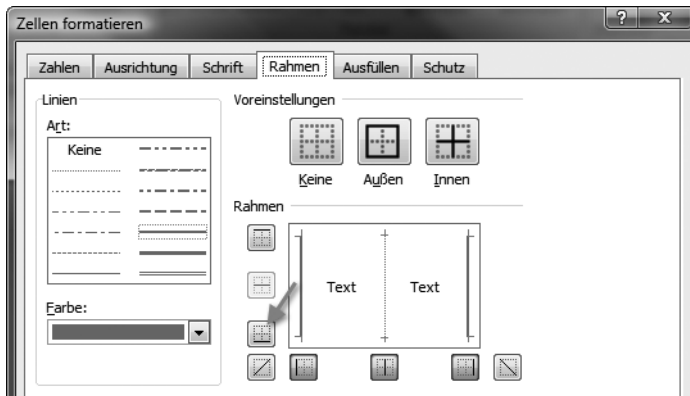 Zellen formatieren
? X
Zahlen Ausrichtung Schrift Rahmen Ausfüllen Schutz
Linien
Art:
Keine
Farbe:
Voreinstellungen
Keine Außen Innen
Rahmen
Text Text